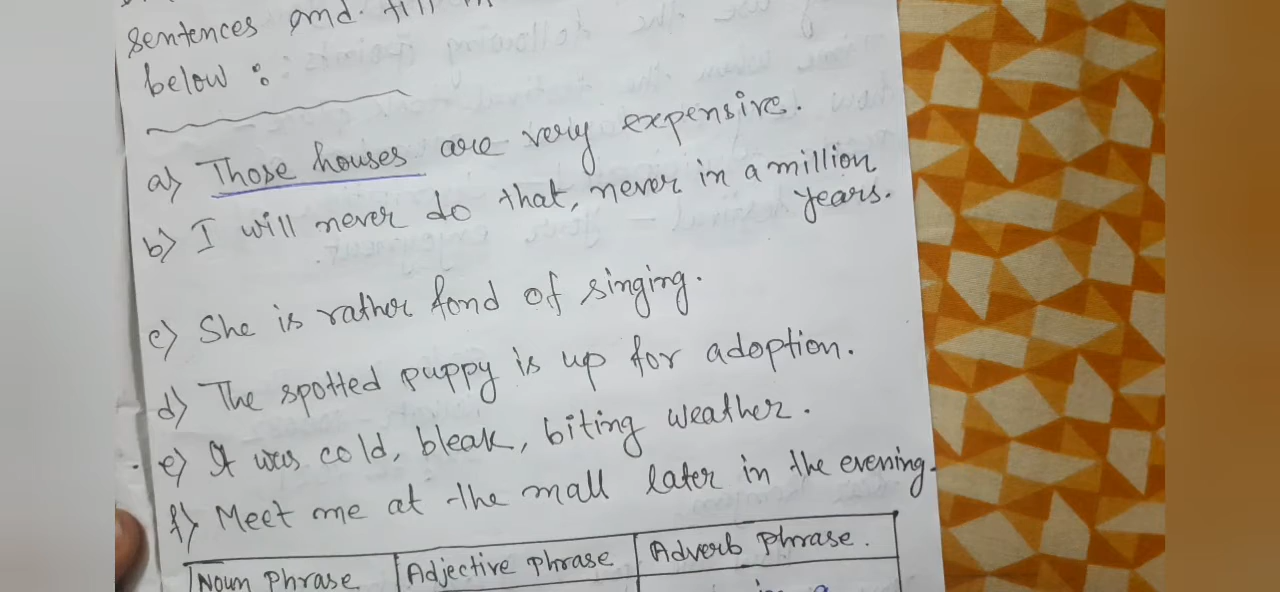 sentences and fill
below :
a) Those houses are very expensive.
b) I will never do that, never in a million
years.
c) She is rather fond of singing.
d) The spotted puppy is up for adoption.
e) It was cold, bleak, biting weather.
f) Meet me at the mall later in the evening.
Noun Phrase Adjective Phrase Adverb Phrase.
in a